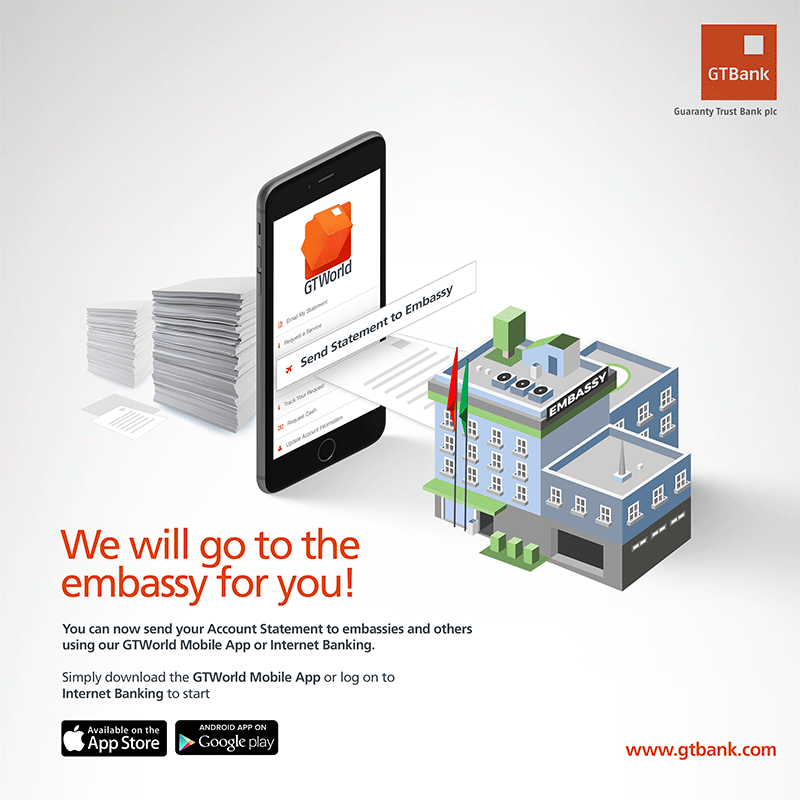 GTBank
Guaranty Trust Bank plc
GTWorld
Email My Statement
Request a Service
Send Statement to Embassy
Track Your Request
Request Cash
Update Account Information
EMBASSY
We will go to the
embassy for you!
You can now send your Account Statement to embassies and others
using our GTWorld Mobile App or Internet Banking.
Simply download the GTWorld Mobile App or log on to
Internet Banking to start
Available on the
App Store
ANDROID APP ON
Google play
www.gtbank.com